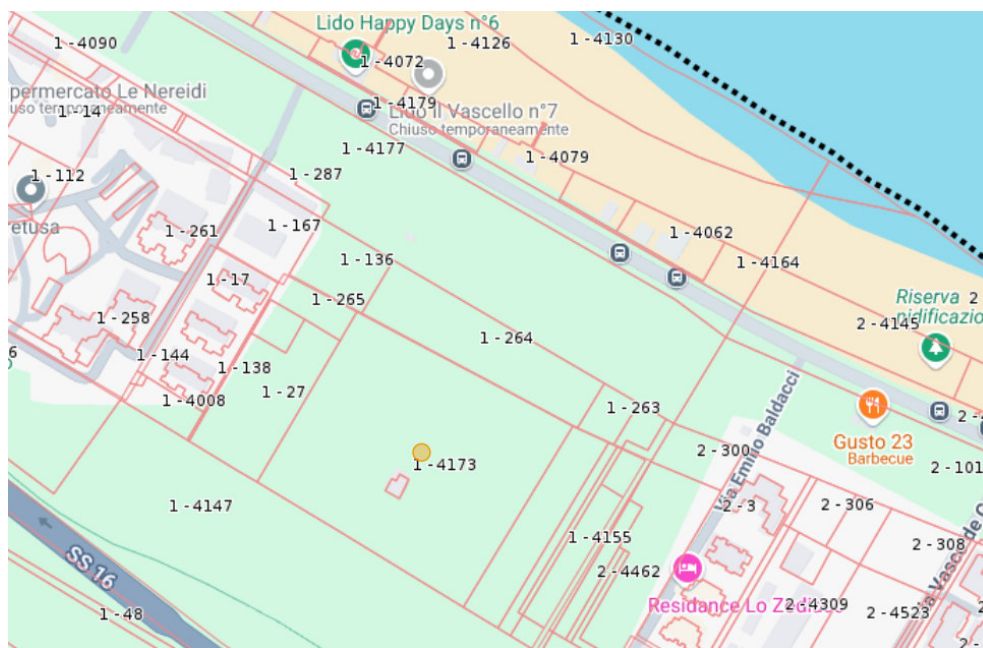 Lido Happy Days n°6
1 - 4090
1 - 4126
1 - 4130
1 - 4072
permercato Le Nereidi
uso temporaneamente
1 - 14
1 - 4179
Lido Il Vascello n°7
Chiuso temporaneamente
1 - 4177
1 - 4079
1 - 287
1 - 112
etusa
1 - 261
1 - 167
1 - 4062
1 - 136
1 - 4164
1 - 17
1 - 265
Riserva
nidificazio
2
2 - 4145
1 - 258
1 - 264
6
1 - 144
1 - 138
1 - 27
1 - 4008
1 - 263
Via Emilio Baldacci
Gusto 23
Barbecue
2 - 300
1 - 4173
2 - 101
1 - 4147
2 - 3
2 - 306
SS 16
1 - 4155
2 - 308
2 - 4462
Residance Lo
2 - 4309
2 - 4523
1 - 48
2 -